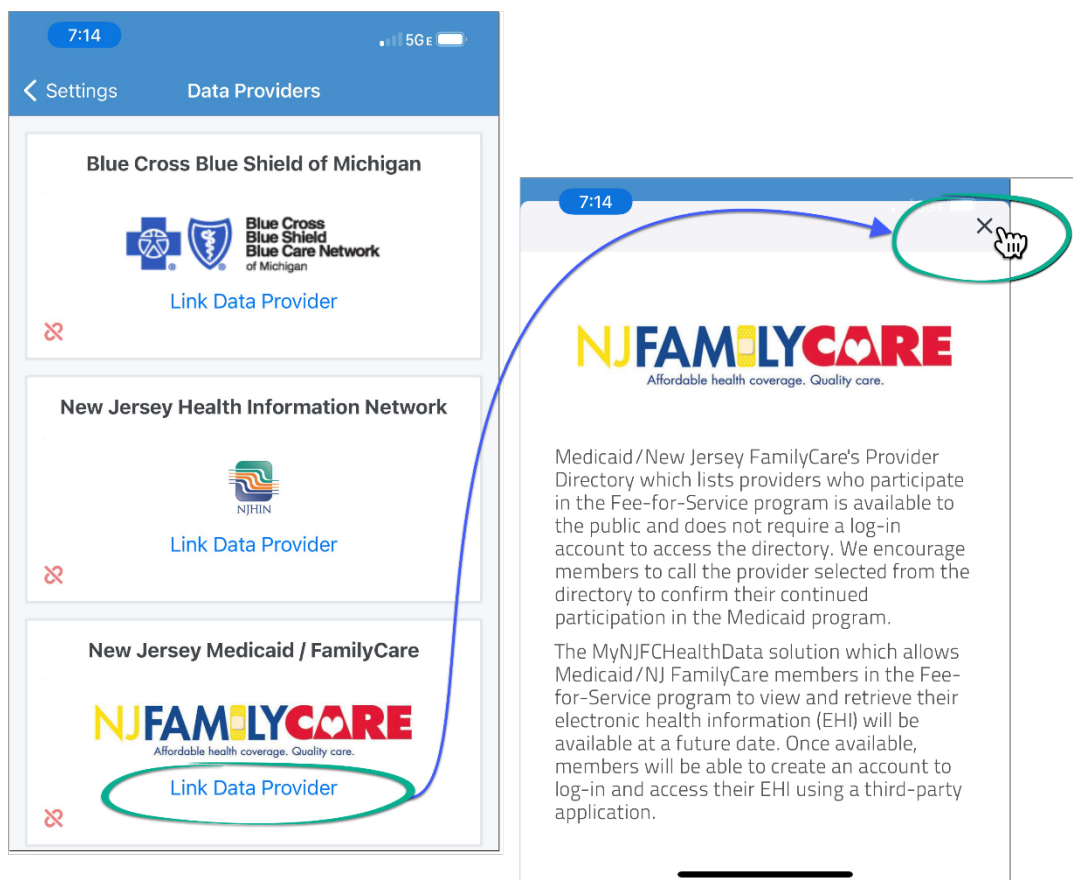 7:14
5G E
Settings
Data Providers
Blue Cross Blue Shield of Michigan
Blue Cross
Blue Shield
Blue Care Network
of Michigan
Link Data Provider
New Jersey Health Information Network
NJHIN
Link Data Provider
New Jersey Medicaid / FamilyCare
NJFAMILYCARE
Affordable health coverage. Quality care.
Link Data Provider
7:14
NJFAMILYCARE
Affordable health coverage. Quality care.
Medicaid/New Jersey FamilyCare's Provider
Directory which lists providers who participate
in the Fee-for-Service program is available to
the public and does not require a log-in
account to access the directory. We encourage
members to call the provider selected from the
directory to confirm their continued
participation in the Medicaid program.
The MyNJFCHealthData solution which allows
Medicaid/NJ FamilyCare members in the Fee-
for-Service program to view and retrieve their
electronic health information (EHI) will be
available at a future date. Once available,
members will be able to create an account to
log-in and access their EHI using a third-party
application.